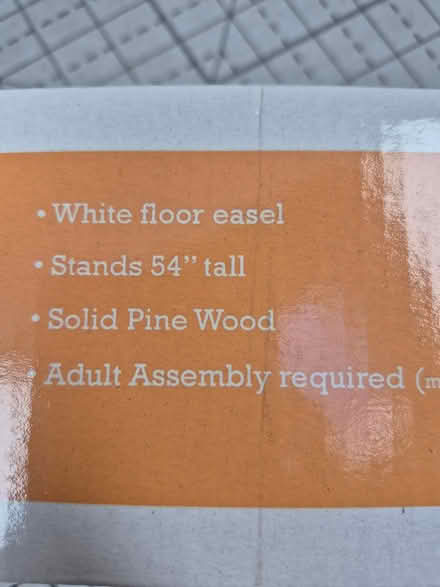 • White floor easel
• Stands 54” tall
• Solid Pine Wood
• Adult Assembly required (